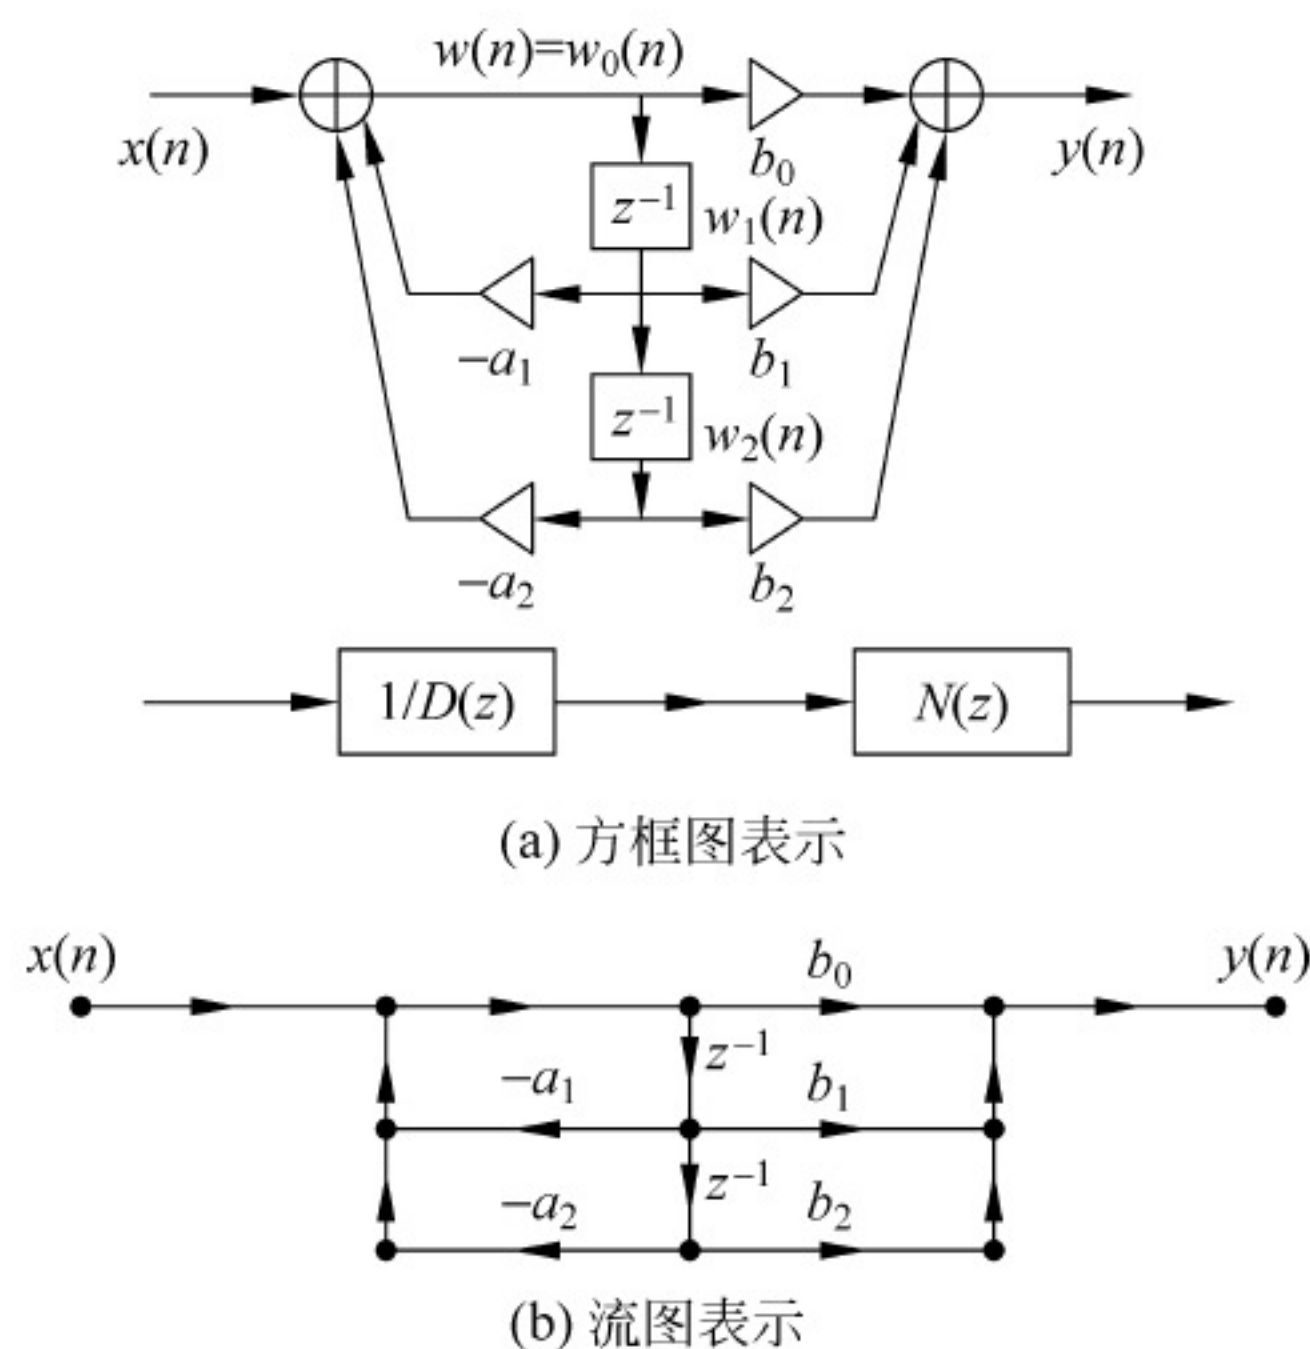 w(n)=w₀(n)
x(n)
b₀
y(n)
z⁻¹
w₁(n)
−a₁
b₁
z⁻¹
w₂(n)
−a₂
b₂
1/D(z)
N(z)
(a) 方框图表示
x(n)
b₀
y(n)
z⁻¹
−a₁
b₁
z⁻¹
−a₂
b₂
(b) 流图表示